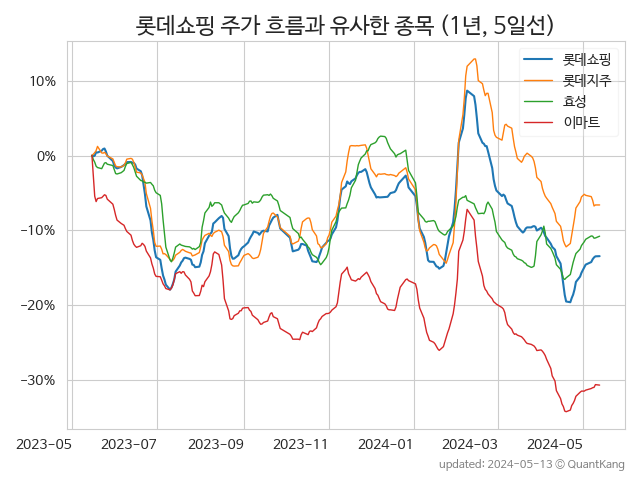 롯데쇼핑 주가 흐름과 유사한 종목 (1년, 5일선)
롯데쇼핑
롯데지주
효성
이마트
10%
0%
−10%
−20%
−30%
2023-05
2023-07
2023-09
2023-11
2024-01
2024-03
2024-05
updated: 2024-05-13 ⓒ QuantKang